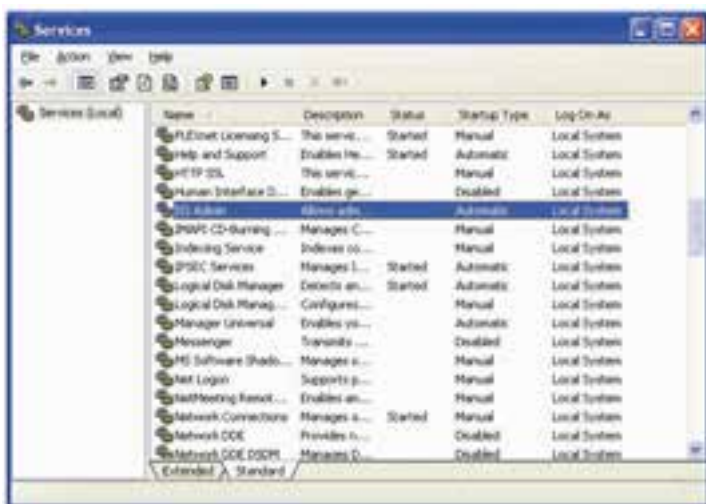 Services
File Action View Help
Services (Local)
Name Description Status Startup Type Log On As
FLEXnet Licensing S... This servic... Started Manual Local System
Help and Support Enables He... Started Automatic Local System
HTTP SSL This servic... Manual Local System
Human Interface D... Enables ge... Disabled Local System
IIS Admin Allows adm... Automatic Local System
IMAPI CD-Burning ... Manages C... Manual Local System
Indexing Service Indexes co... Manual Local System
IPSEC Services Manages I... Started Automatic Local System
Logical Disk Manager Detects an... Started Automatic Local System
Logical Disk Manag... Configures... Manual Local System
Manager Universal Enables yo... Automatic Local System
Messenger Transmits ... Disabled Local System
MS Software Shado... Manages s... Manual Local System
Net Logon Supports p... Manual Local System
NetMeeting Remot... Enables an... Manual Local System
Network Connections Manages o... Started Manual Local System
Network DDE Provides n... Disabled Local System
Network DDE DSDM Manages D... Disabled Local System
Extended Standard